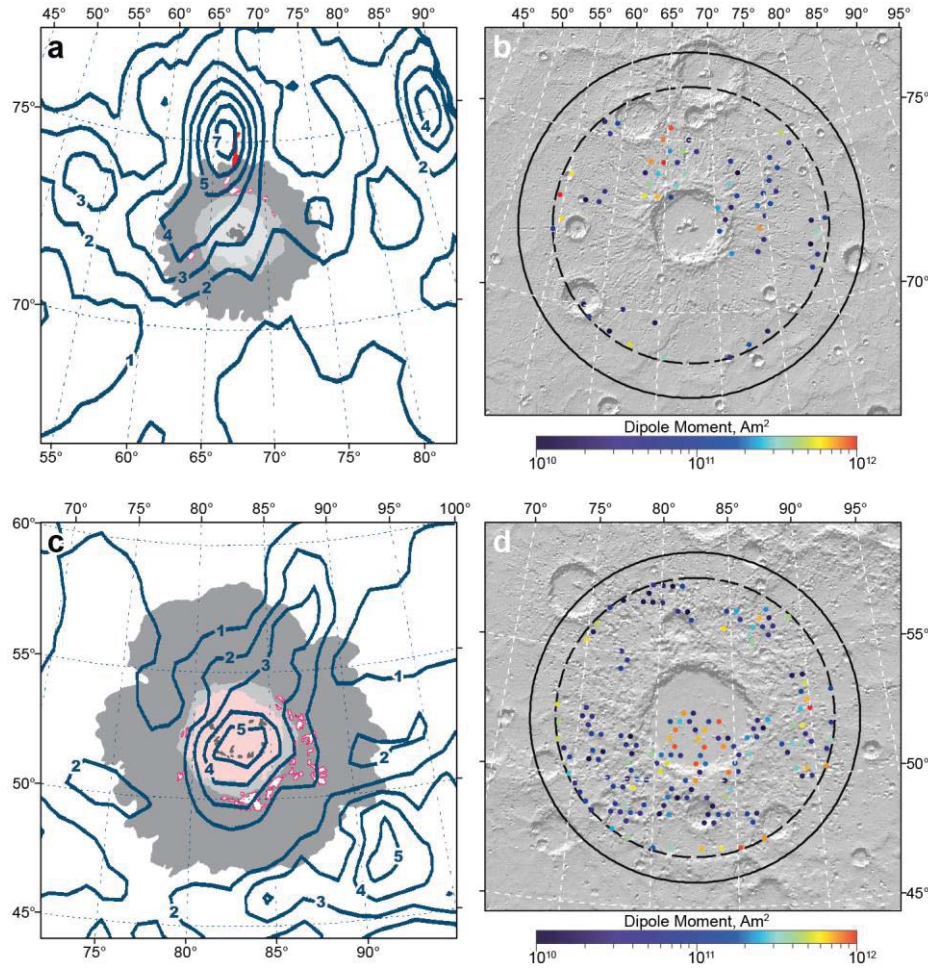 45° 50° 55° 60° 65° 70° 75° 80° 85° 90°
a
75°
70°
7
5
4
3
2
4
2
3
2
1
1
55° 60° 65° 70° 75° 80°
45° 50° 55° 60° 65° 70° 75° 80° 85° 90° 95°
b
75°
70°
Dipole Moment, Am²
10¹⁰ 10¹¹ 10¹²
75° 80° 85° 90° 95° 100°
c
60°
55°
50°
45°
1
2
3
1
5
4
2
2
5
4
3
2
2
75° 80° 85° 90°
70° 75° 80° 85° 90° 95°
d
55°
50°
45°
Dipole Moment, Am²
10¹⁰ 10¹¹ 10¹²